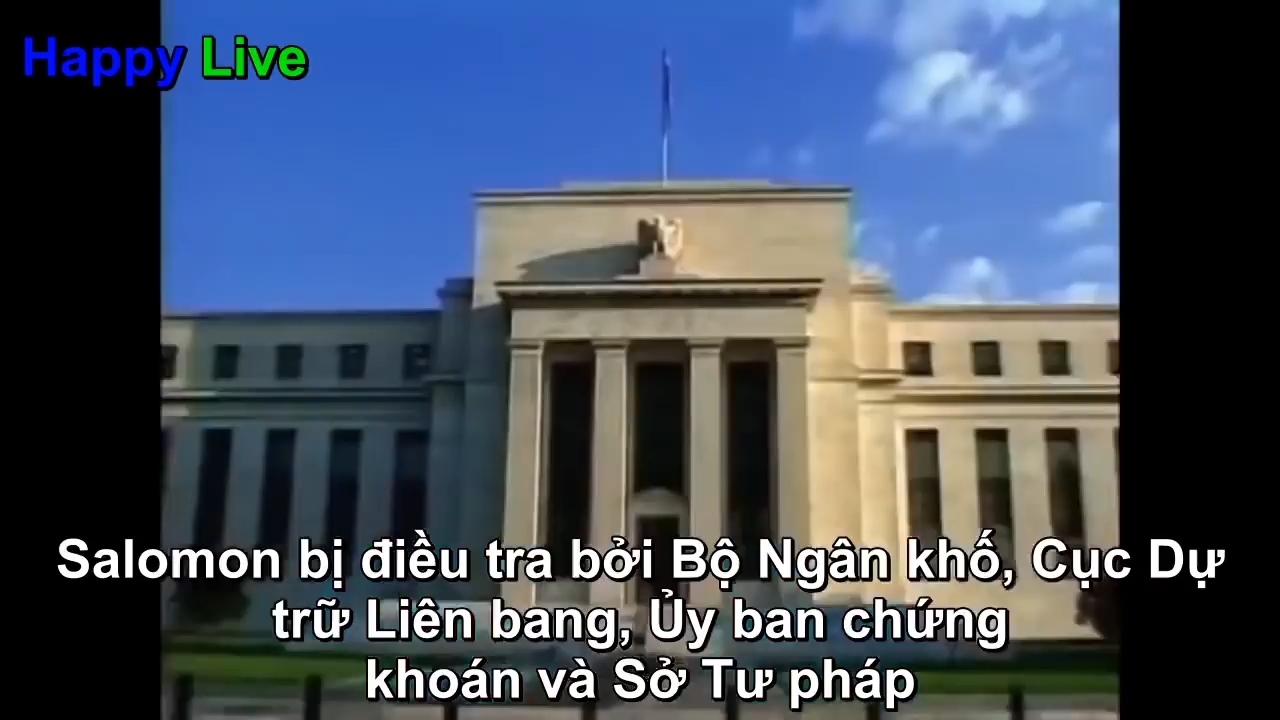 Happy Live
Salomon bị điều tra bởi Bộ Ngân khố, Cục Dự
trữ Liên bang, Ủy ban chứng
khoán và Sở Tư pháp